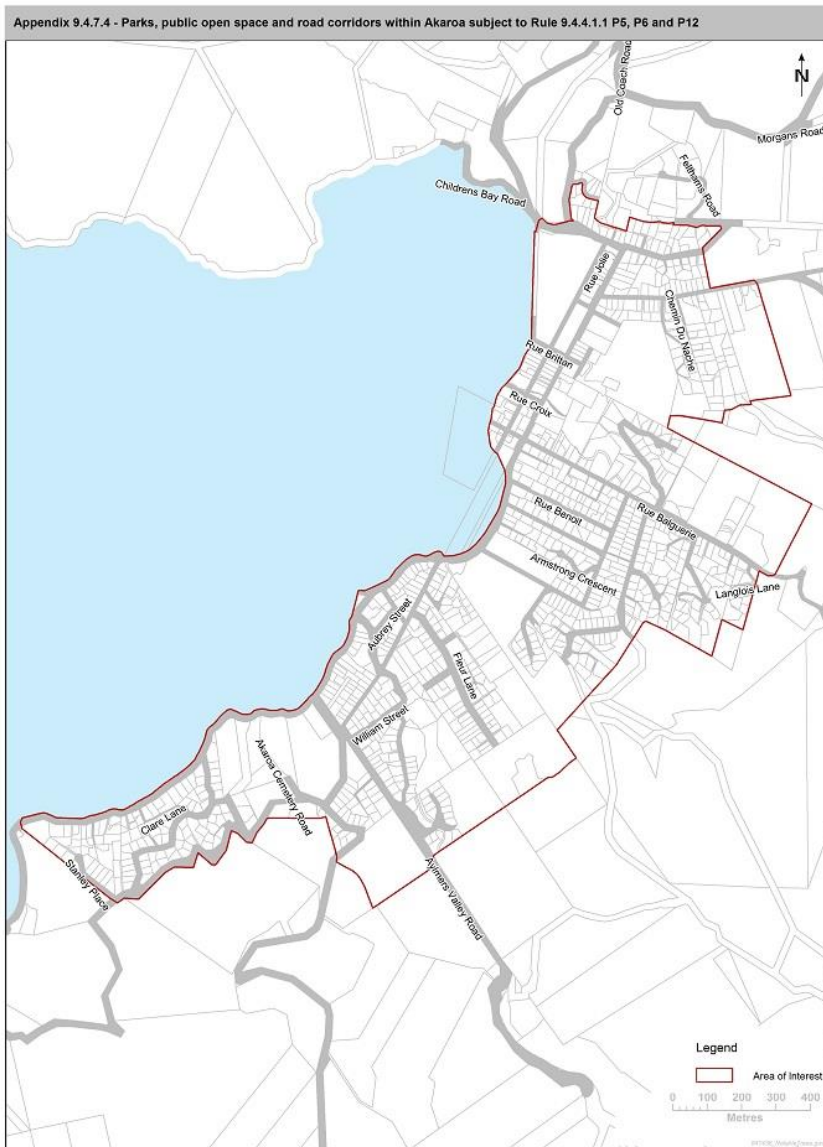 Appendix 9.4.7.4 - Parks, public open space and road corridors within Akaroa subject to Rule 9.4.4.1.1 P5, P6 and P12
N
Old Coach Road
Morgans Road
Felthams Road
Childrens Bay Road
Rue Jolie
Chemin Du Nache
Rue Brittan
Rue Croix
Rue Balguerie
Rue Benoit
Armstrong Crescent
Langlois Lane
Aubrey Street
Fleur Lane
William Street
Akaroa Cemetery Road
Clare Lane
Stanley Place
Aylmers Valley Road
Legend
Area of Interest
0 100 200 300 400
Metres